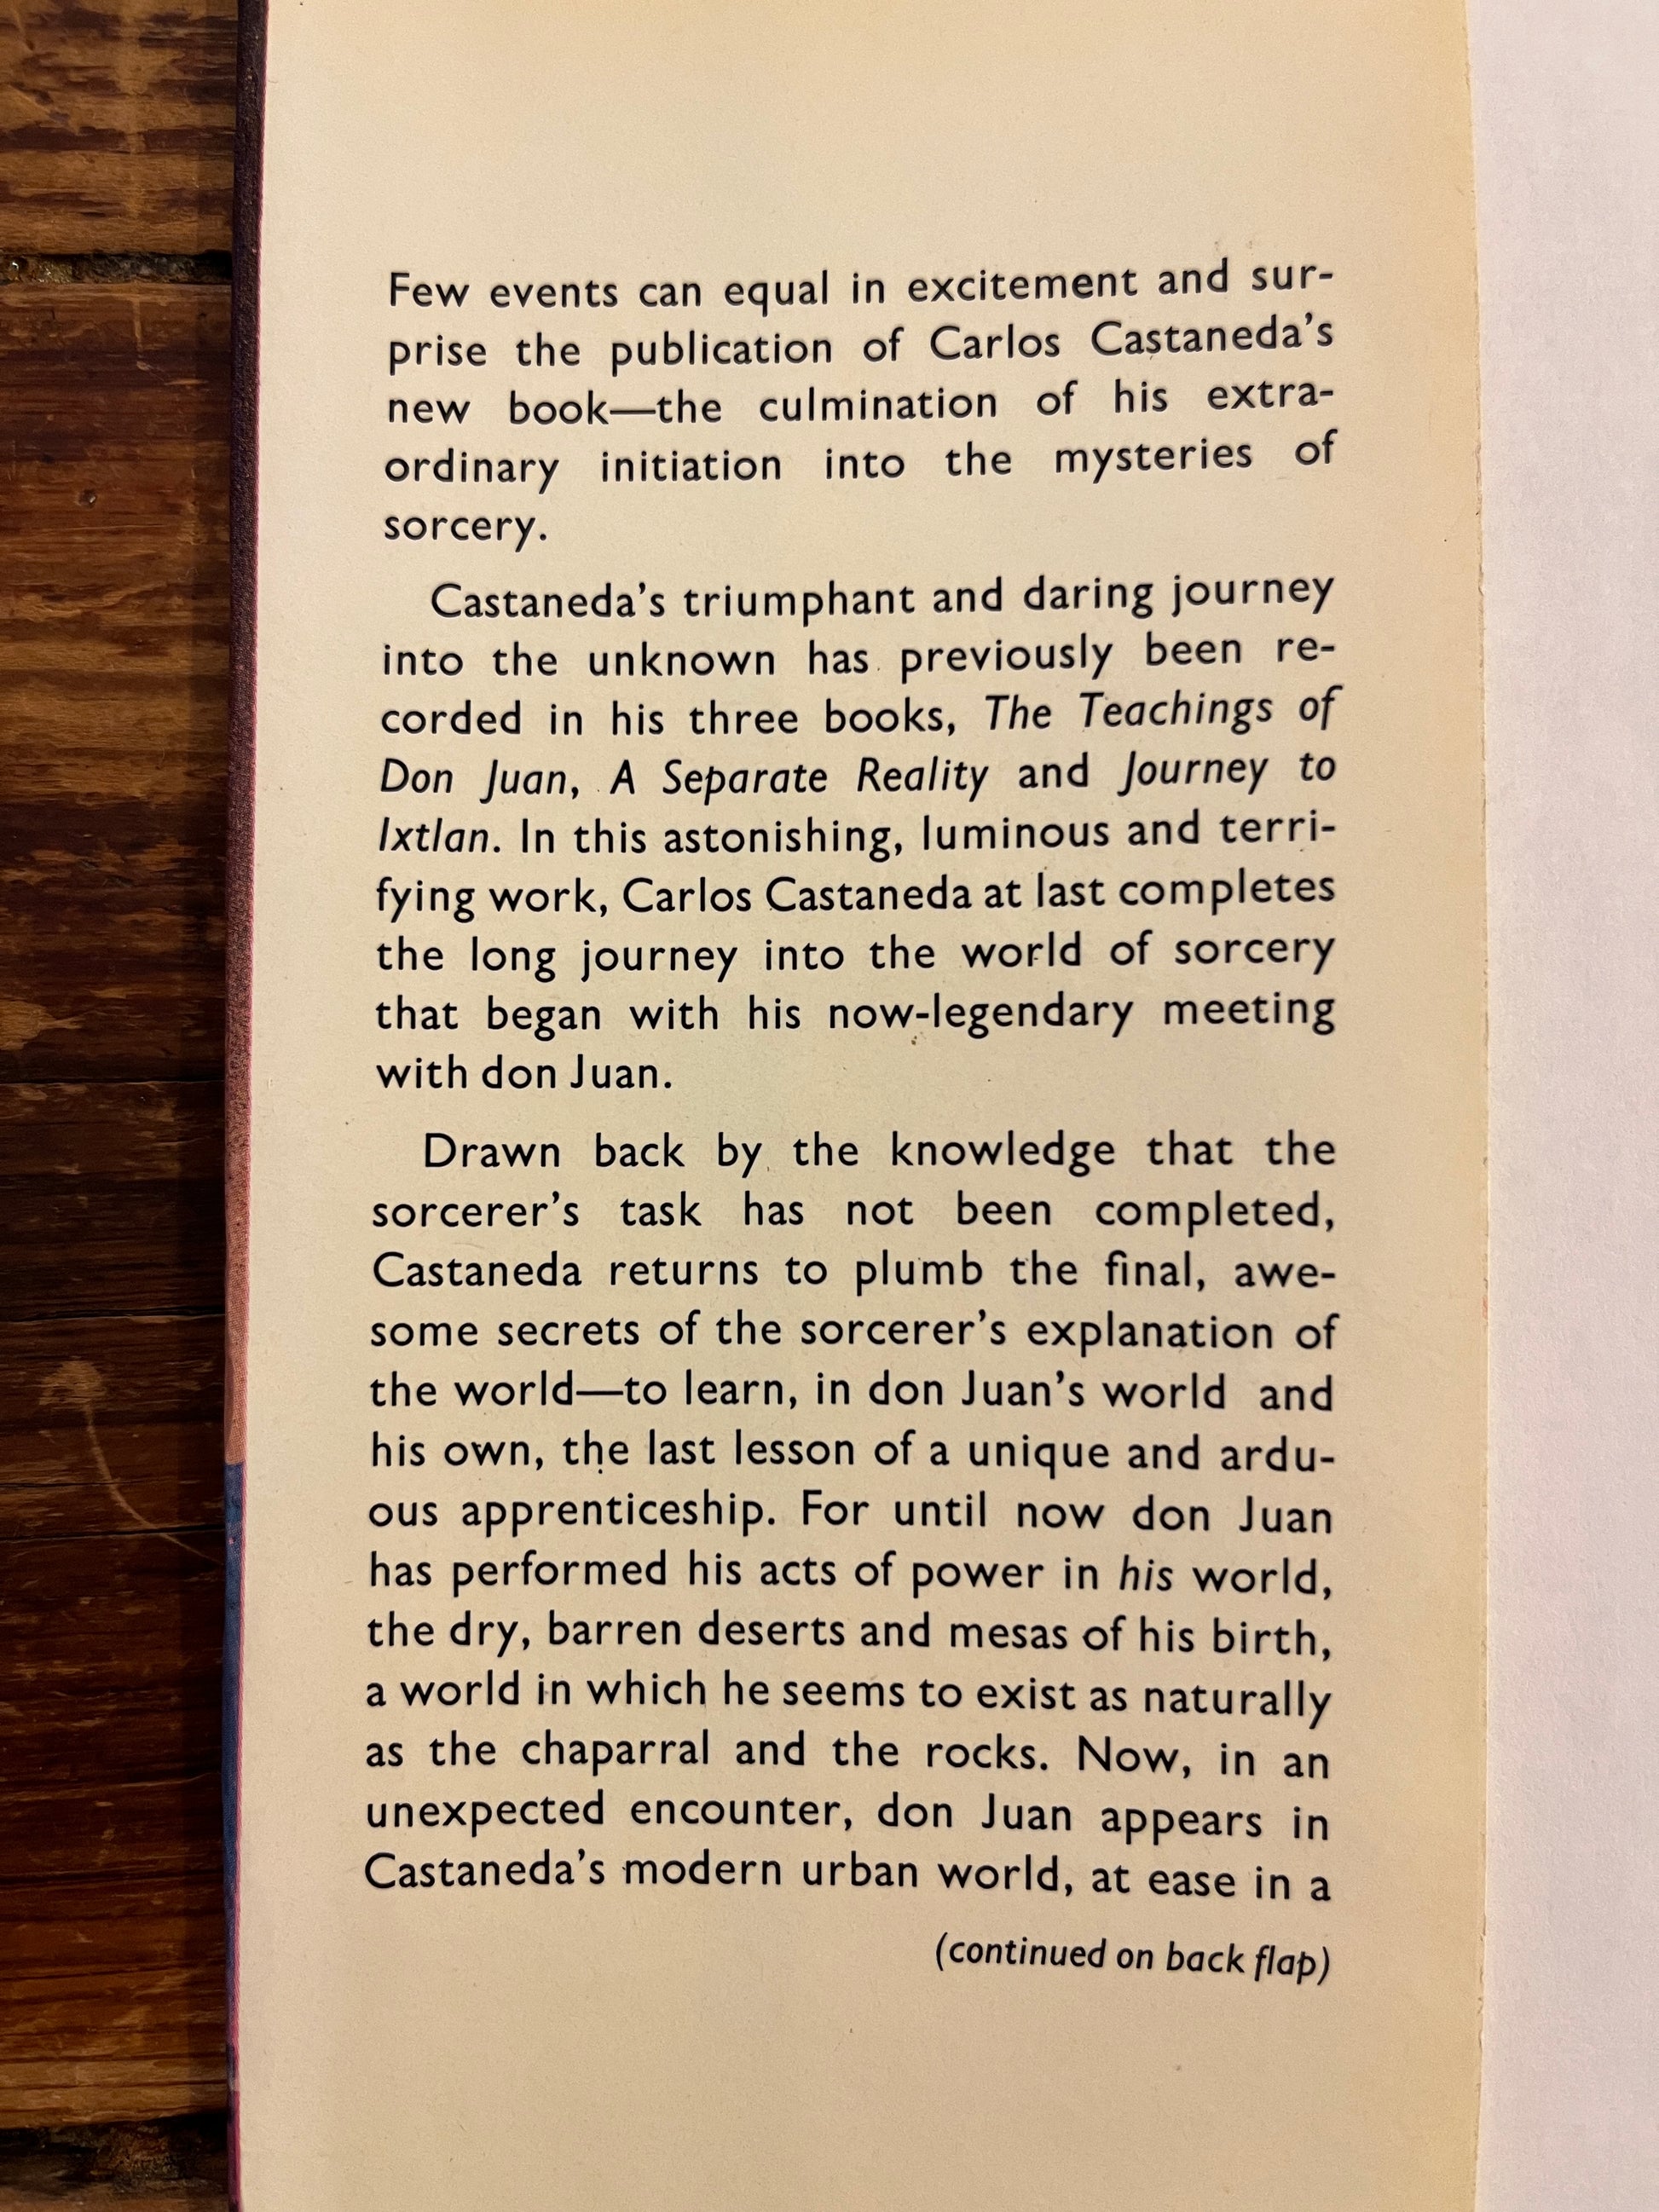 Few events can equal in excitement and sur-
prise the publication of Carlos Castaneda’s
new book—the culmination of his extra-
ordinary initiation into the mysteries of
sorcery.
Castaneda’s triumphant and daring journey
into the unknown has previously been re-
corded in his three books, The Teachings of
Don Juan, A Separate Reality and Journey to
Ixtlan. In this astonishing, luminous and terri-
fying work, Carlos Castaneda at last completes
the long journey into the world of sorcery
that began with his now-legendary meeting
with don Juan.
Drawn back by the knowledge that the
sorcerer’s task has not been completed,
Castaneda returns to plumb the final, awe-
some secrets of the sorcerer’s explanation of
the world—to learn, in don Juan’s world and
his own, the last lesson of a unique and ardu-
ous apprenticeship. For until now don Juan
has performed his acts of power in his world,
the dry, barren deserts and mesas of his birth,
a world in which he seems to exist as naturally
as the chaparral and the rocks. Now, in an
unexpected encounter, don Juan appears in
Castaneda’s modern urban world, at ease in a
(continued on back flap)